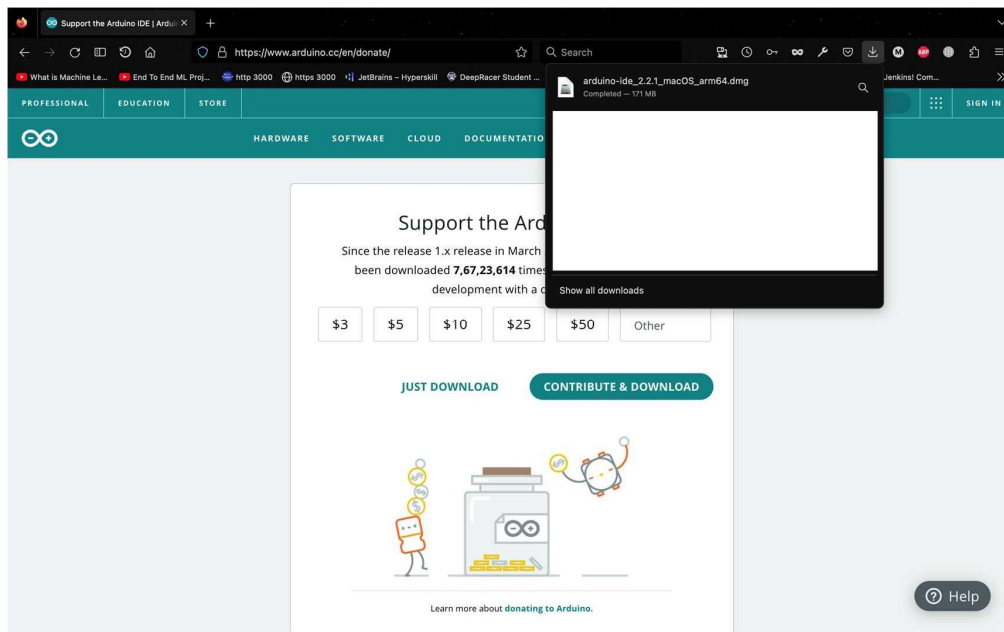 Support the Arduino IDE | Ardui
https://www.arduino.cc/en/donate/
Search
What is Machine Le...
End To End ML Proj...
http 3000
https 3000
JetBrains – Hyperskill
DeepRacer Student ...
Jenkins! Com...
arduino-ide_2.2.1_macOS_arm64.dmg
Completed — 171 MB
Show all downloads
PROFESSIONAL
EDUCATION
STORE
SIGN IN
HARDWARE
SOFTWARE
CLOUD
DOCUMENTATIO
Support the Ard
Since the release 1.x release in March
been downloaded 7,67,23,614 times
development with a
$3
$5
$10
$25
$50
Other
JUST DOWNLOAD
CONTRIBUTE & DOWNLOAD
Learn more about donating to Arduino.
Help